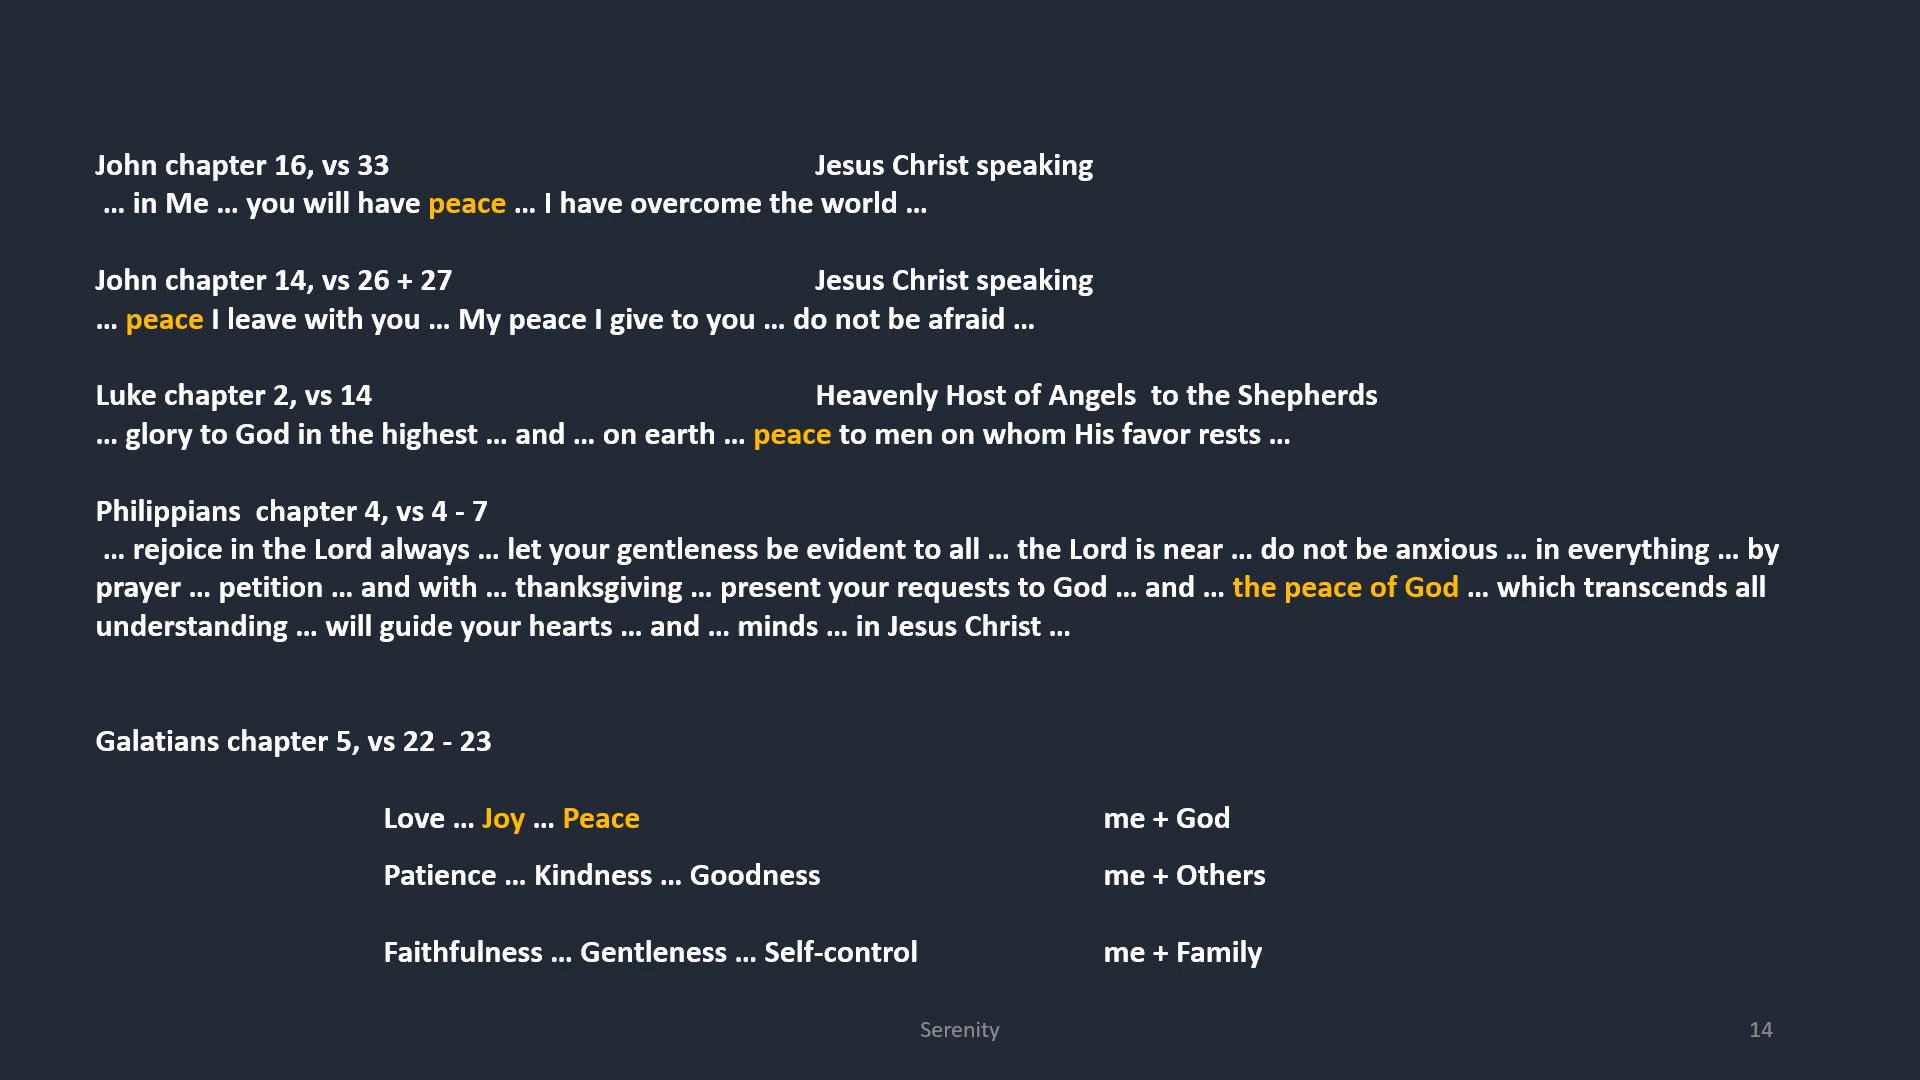 John chapter 16, vs 33 Jesus Christ speaking
… in Me … you will have peace … I have overcome the world …
John chapter 14, vs 26 + 27 Jesus Christ speaking
… peace I leave with you … My peace I give to you … do not be afraid …
Luke chapter 2, vs 14 Heavenly Host of Angels to the Shepherds
… glory to God in the highest … and … on earth … peace to men on whom His favor rests …
Philippians chapter 4, vs 4 - 7
… rejoice in the Lord always … let your gentleness be evident to all … the Lord is near … do not be anxious … in everything … by
prayer … petition … and with … thanksgiving … present your requests to God … and … the peace of God … which transcends all
understanding … will guide your hearts … and … minds … in Jesus Christ …
Galatians chapter 5, vs 22 - 23
Love … Joy … Peace me + God
Patience … Kindness … Goodness me + Others
Faithfulness … Gentleness … Self-control me + Family
Serenity 14